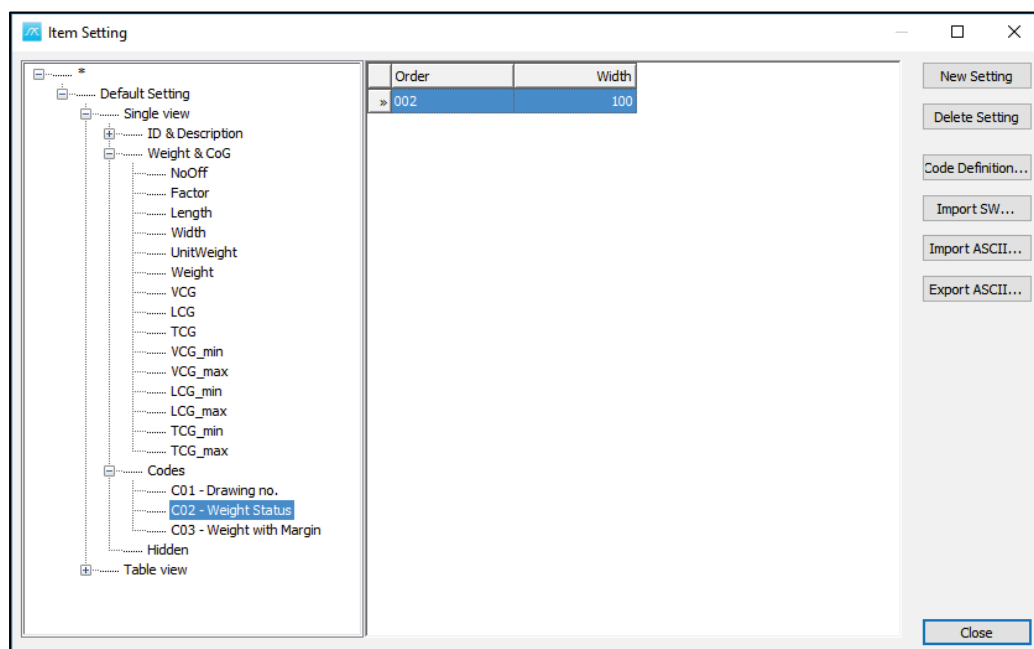 Item Setting
*
Default Setting
Single view
ID & Description
Weight & CoG
NoOff
Factor
Length
Width
UnitWeight
Weight
VCG
LCG
TCG
VCG_min
VCG_max
LCG_min
LCG_max
TCG_min
TCG_max
Codes
C01 - Drawing no.
C02 - Weight Status
C03 - Weight with Margin
Hidden
Table view
Order Width
» 002 100
New Setting
Delete Setting
Code Definition...
Import SW...
Import ASCII...
Export ASCII...
Close